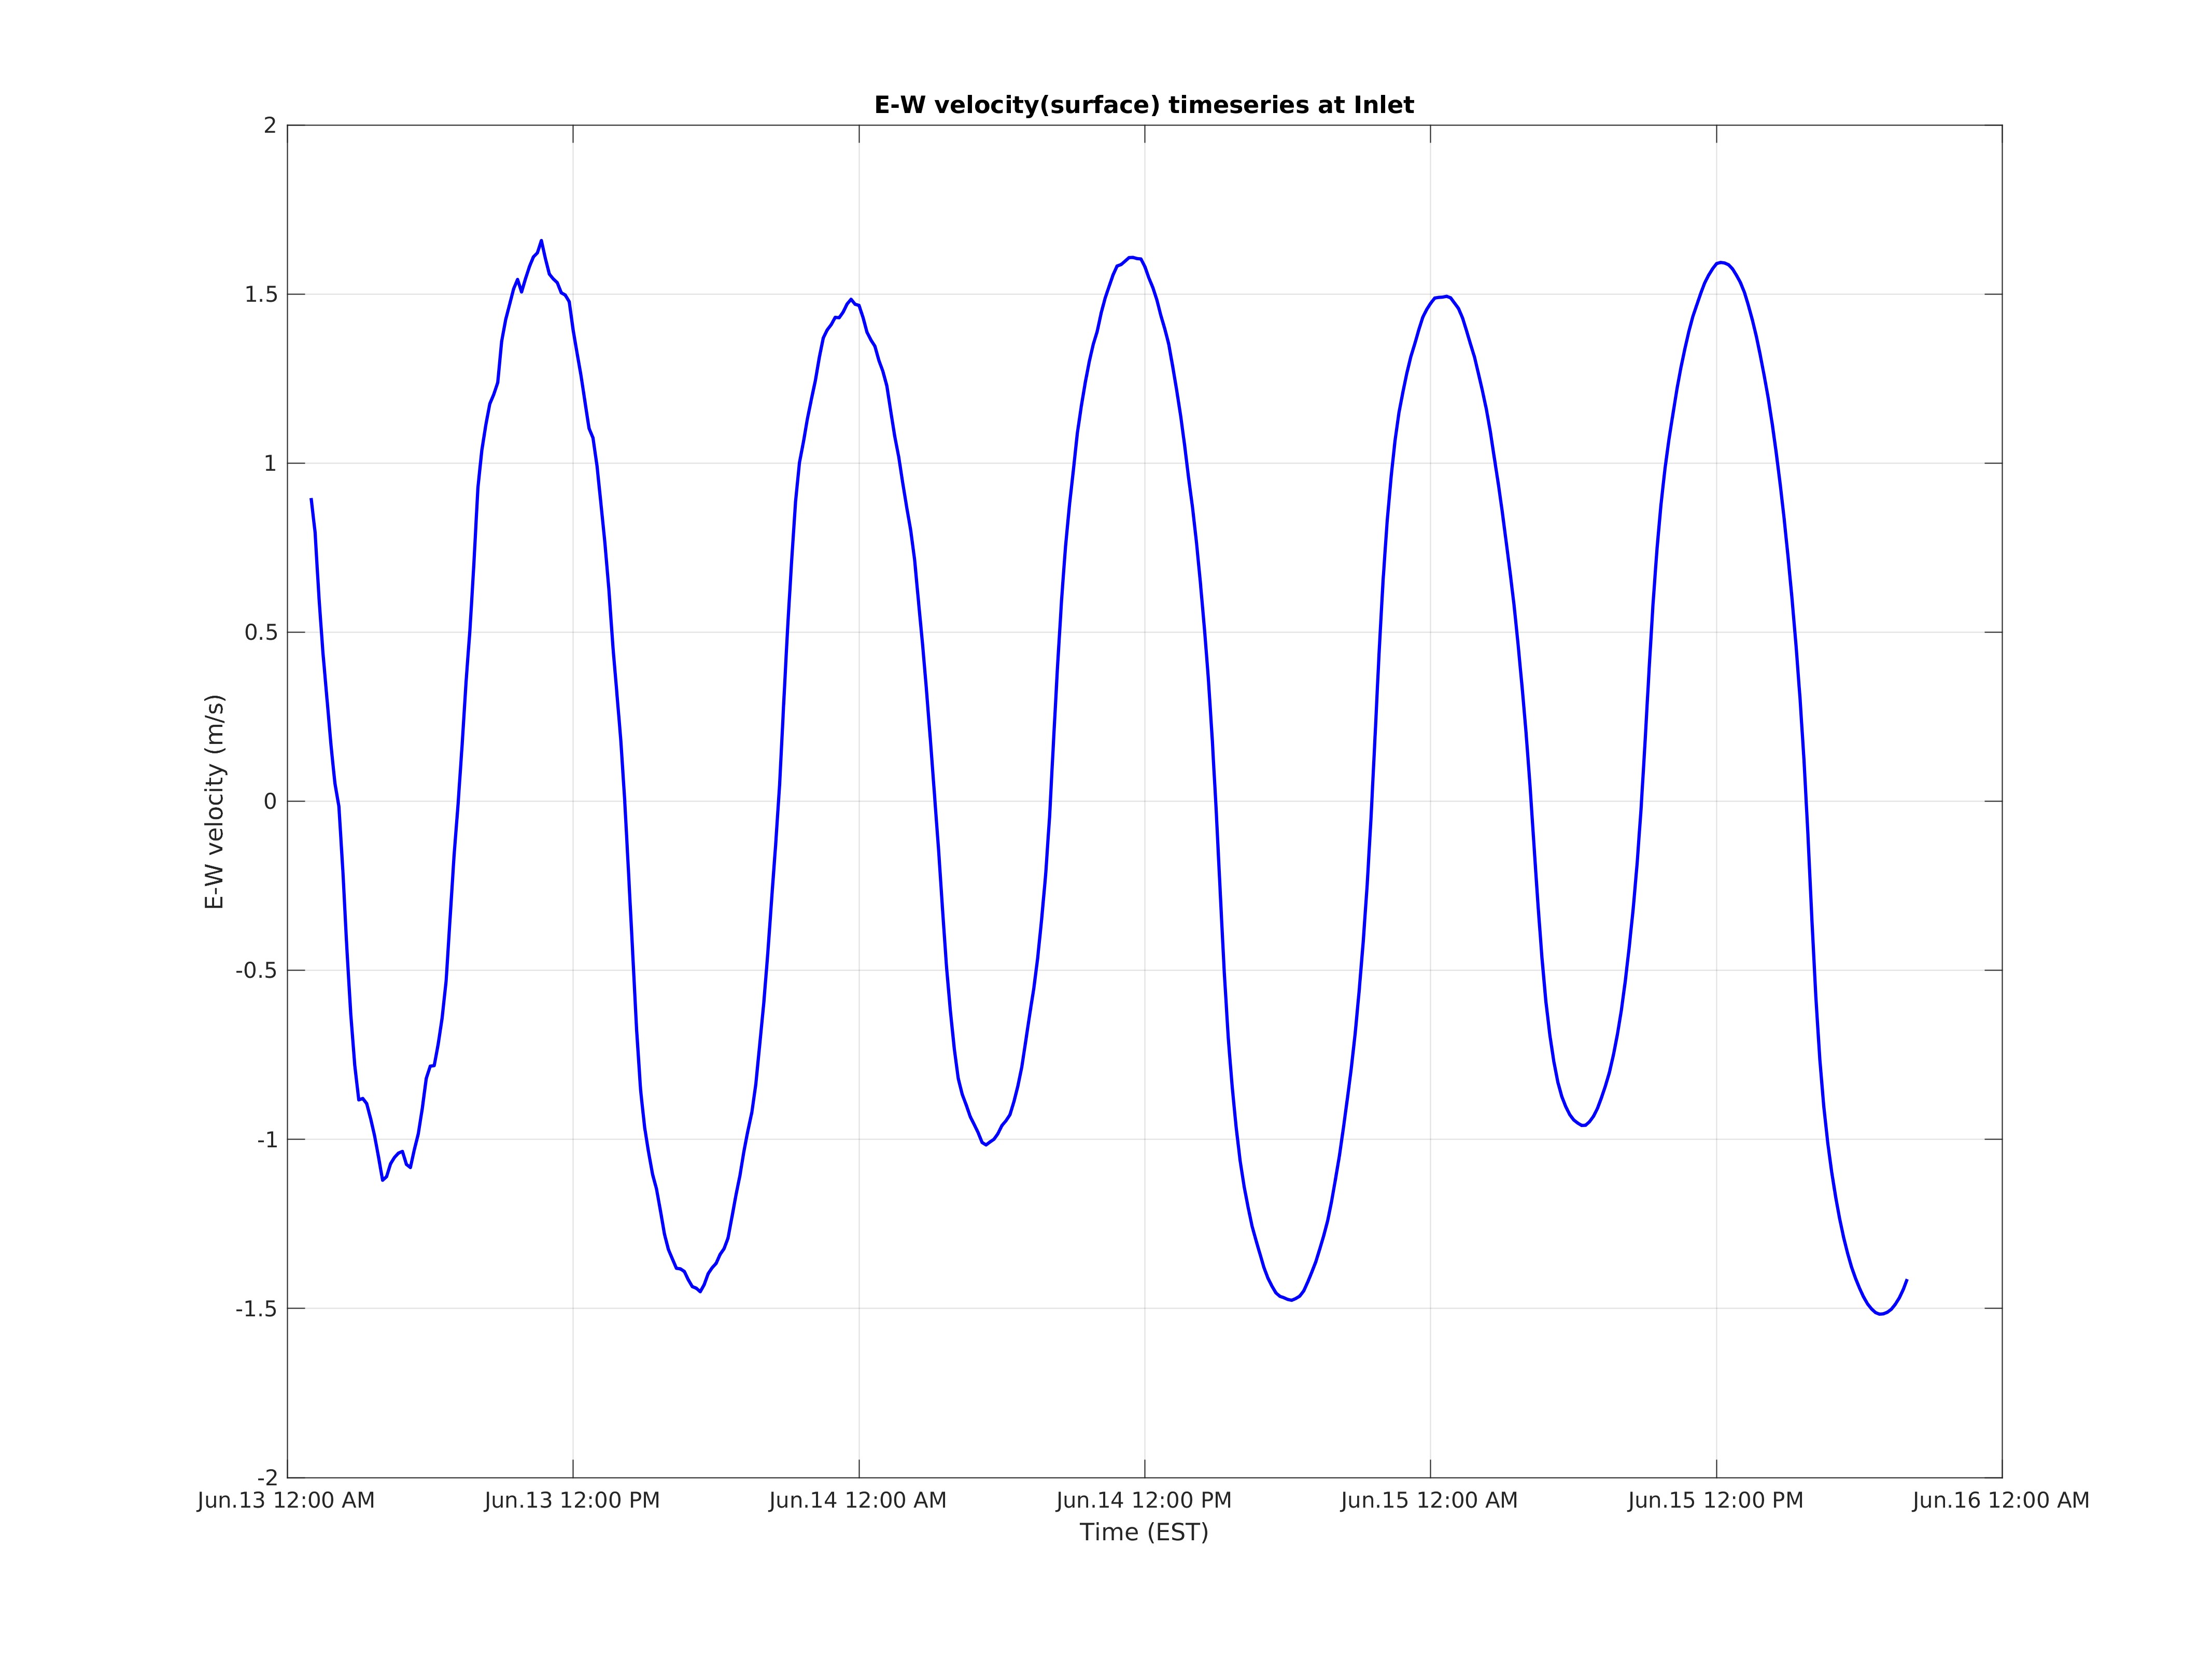 E-W velocity(surface) timeseries at Inlet
2
1.5
1
0.5
0
-0.5
-1
-1.5
-2
E-W velocity (m/s)
Jun.13 12:00 AM Jun.13 12:00 PM Jun.14 12:00 AM Jun.14 12:00 PM Jun.15 12:00 AM Jun.15 12:00 PM Jun.16 12:00 AM
Time (EST)